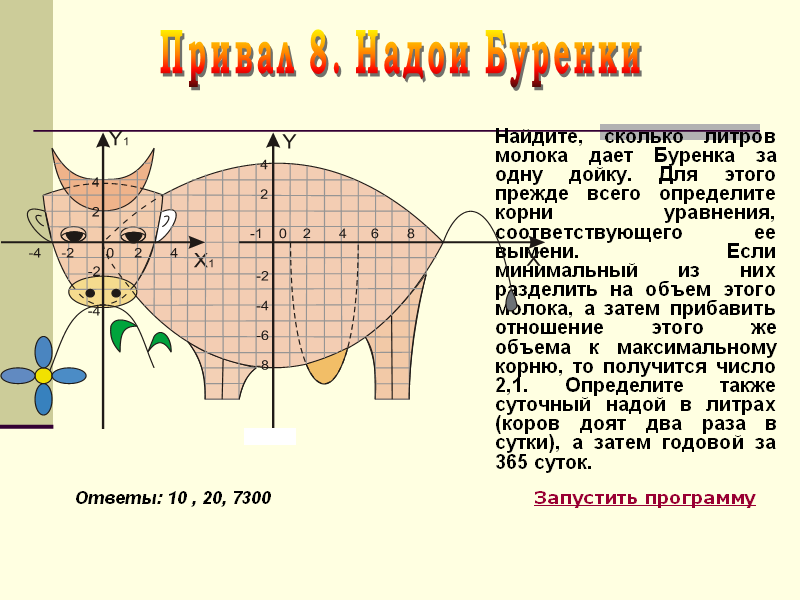 Привал 8. Надои Буренки
Найдите, сколько литров
молока дает Буренка за
одну дойку. Для этого
прежде всего определите
корни уравнения,
соответствующего ее
вымени. Если
минимальный из них
разделить на объем этого
молока, а затем прибавить
отношение этого же
объема к максимальному
корню, то получится число
2,1. Определите также
суточный надой в литрах
(коров доят два раза в
сутки), а затем годовой за
365 суток.
Y1
4
2
-4 -2 0 2 4
X1
-2
-4
Y
4
2
-1 0 2 4 6 8
X
-2
-4
-6
-8
Ответы: 10 , 20, 7300
Запустить программу